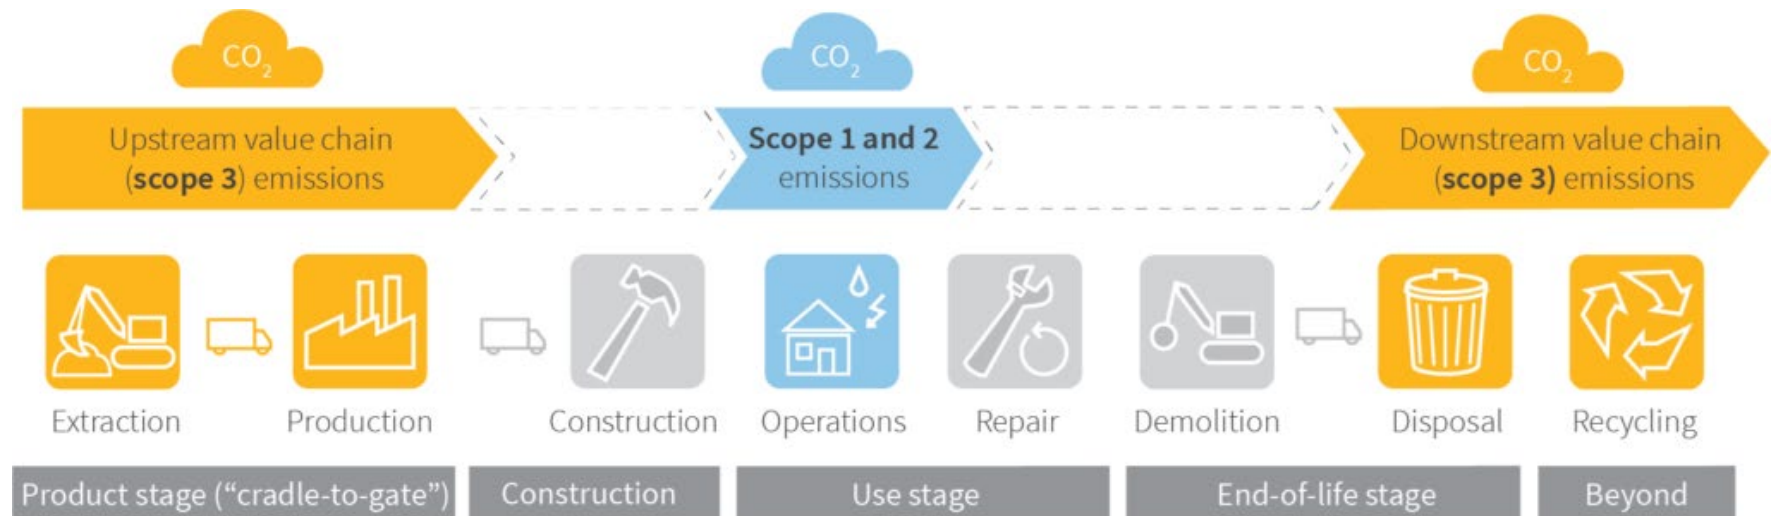 CO2
CO2
CO2
Upstream value chain
(scope 3) emissions
Scope 1 and 2
emissions
Downstream value chain
(scope 3) emissions
Extraction
Production
Construction
Operations
Repair
Demolition
Disposal
Recycling
Product stage (“cradle-to-gate”)
Construction
Use stage
End-of-life stage
Beyond